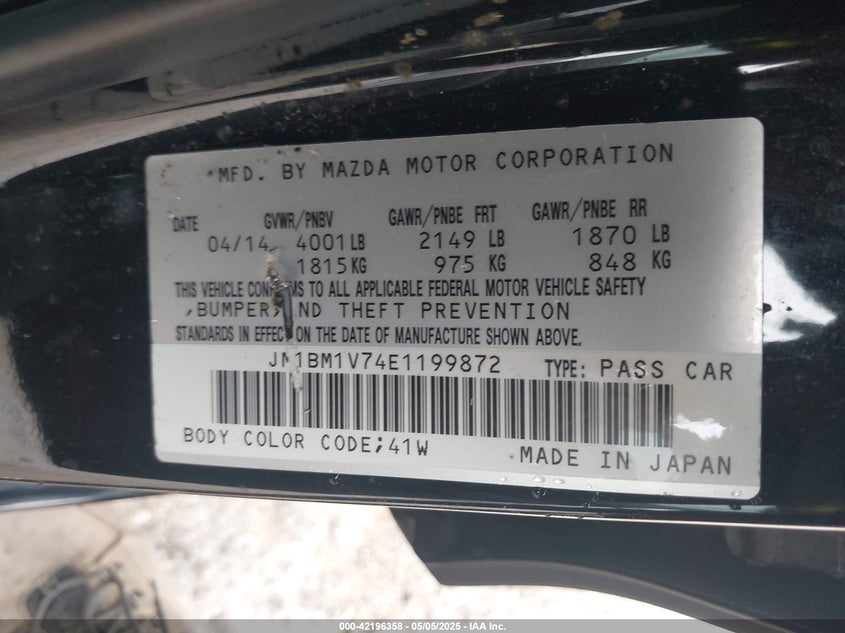 MFD. BY MAZDA MOTOR CORPORATION
DATE GVWR/PNBV GAWR/PNBE FRT GAWR/PNBE RR
04/14 4001 LB 2149 LB 1870 LB
1815 KG 975 KG 848 KG
THIS VEHICLE CONFORMS TO ALL APPLICABLE FEDERAL MOTOR VEHICLE SAFETY
,BUMPER,AND THEFT PREVENTION
STANDARDS IN EFFECT ON THE DATE OF MANUFACTURE SHOWN ABOVE.
JM1BM1V74E1199872 TYPE: PASS CAR
BODY COLOR CODE;41W
MADE IN JAPAN
000-42196358 - 05/05/2025 - IAA Inc.